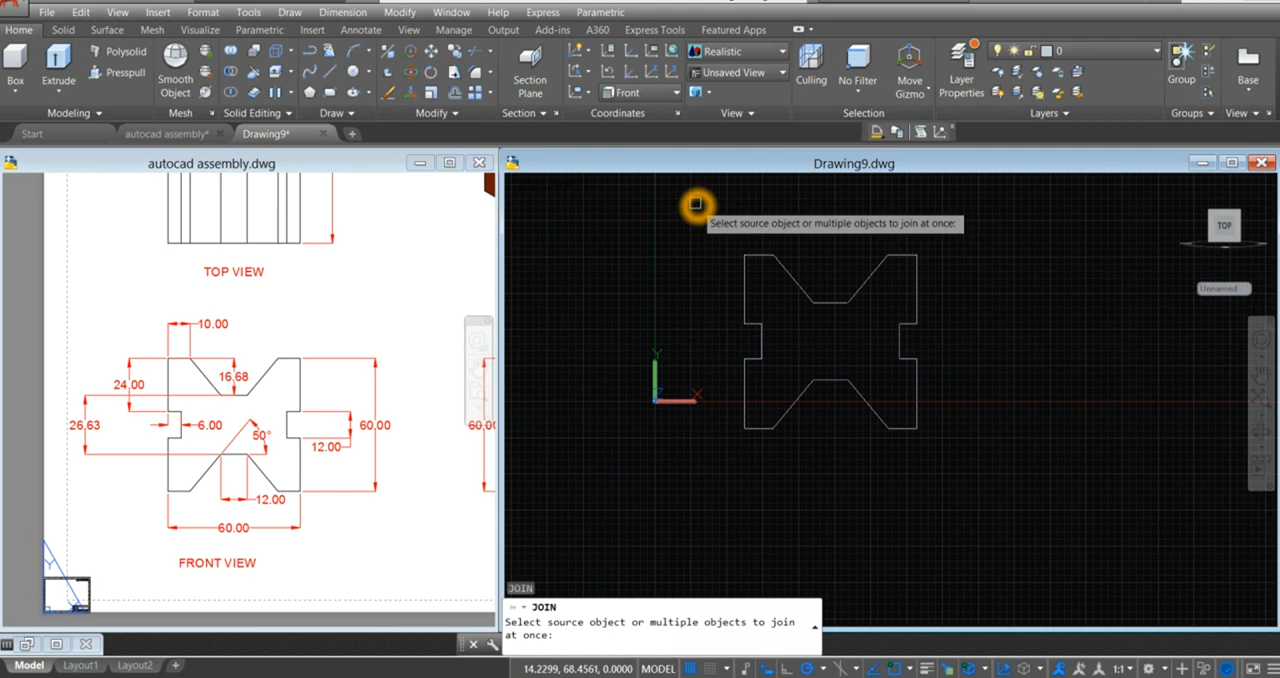 File Edit View Insert Format Tools Draw Dimension Modify Window Help Express Parametric
Home Solid Surface Mesh Visualize Parametric Insert Annotate View Manage Output Add-ins A360 Express Tools Featured Apps
Box
Extrude
Polysolid
Presspull
Smooth
Object
Section
Plane
Realistic
Unsaved View
Front
Culling
No Filter
Move
Gizmo
Layer
Properties
0
Group
Base
Modeling Mesh Solid Editing Draw Modify Section Coordinates View Selection Layers Groups View
Start autocad assembly* Drawing9*
autocad assembly.dwg
Drawing9.dwg
TOP VIEW
10.00
24.00
16,68
26,63
6.00
50°
60.00
12.00
12.00
60.00
60.00
FRONT VIEW
Y
Select source object or multiple objects to join at once:
TOP
Unnamed
Y
X
Z
JOIN
JOIN
Select source object or multiple objects to join
at once:
Model Layout1 Layout2
14.2299, 68.4561, 0.0000 MODEL
1:1